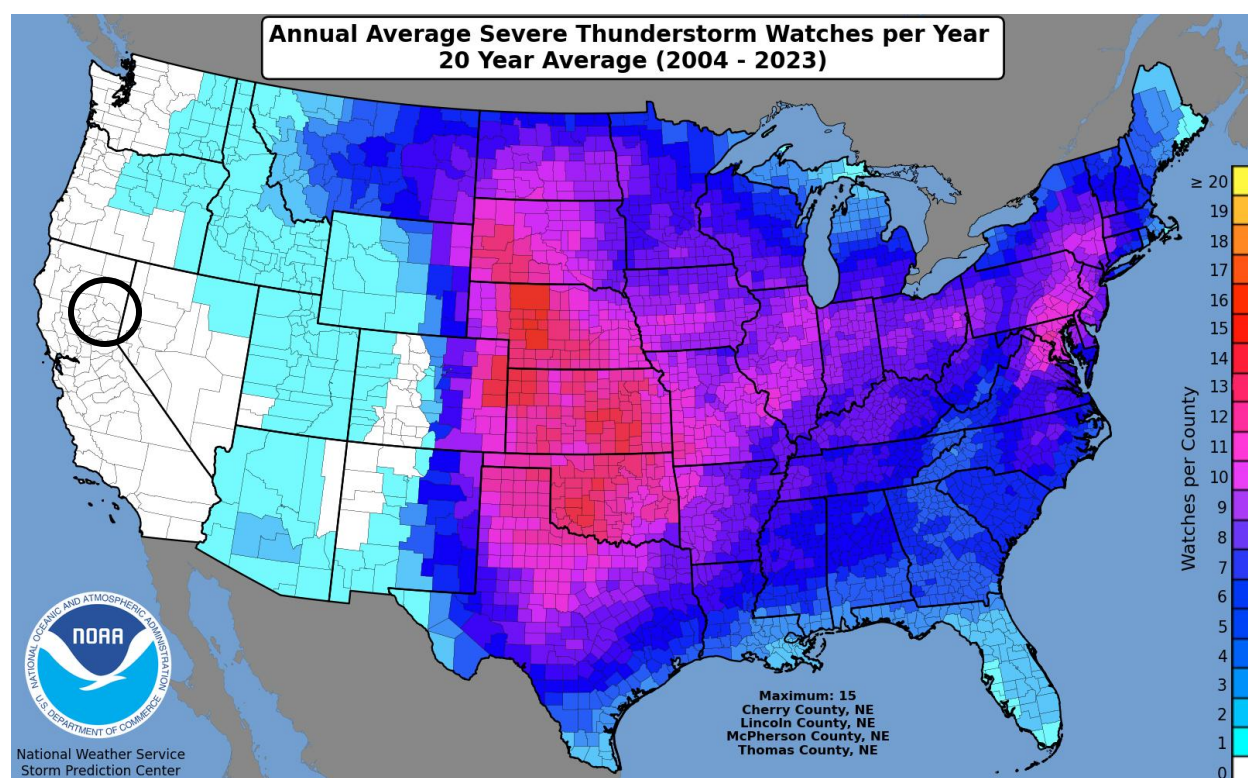 Annual Average Severe Thunderstorm Watches per Year
20 Year Average (2004 - 2023)
≥ 20
19
18
17
16
15
14
13
12
11
10
9
8
7
6
5
4
3
2
1
0
Watches per County
Maximum: 15
Cherry County, NE
Lincoln County, NE
McPherson County, NE
Thomas County, NE
NATIONAL OCEANIC AND ATMOSPHERIC ADMINISTRATION
NOAA
U.S. DEPARTMENT OF COMMERCE
National Weather Service
Storm Prediction Center